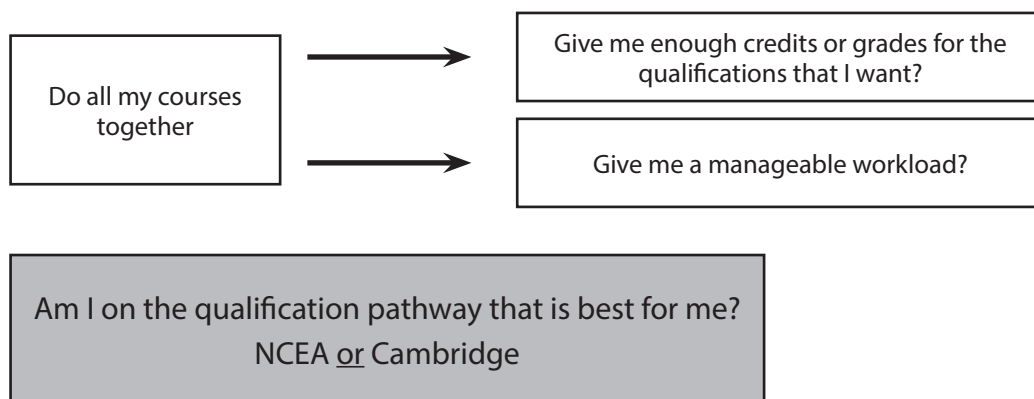 Do all my courses
together
Give me enough credits or grades for the
qualifications that I want?
Give me a manageable workload?
Am I on the qualification pathway that is best for me?
NCEA or Cambridge